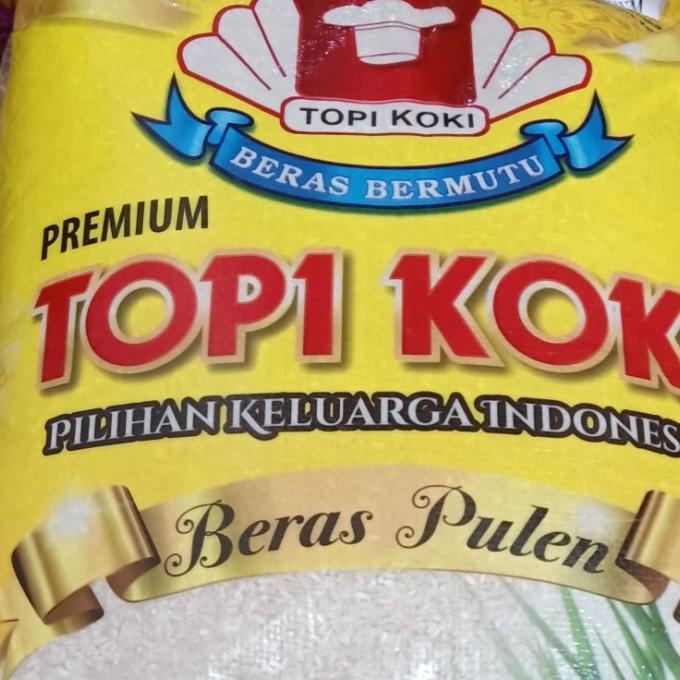 TOPI KOKI
BERAS BERMUTU
PREMIUM
TOPI KOK
PILIHAN KELUARGA INDONES
Beras Pulen